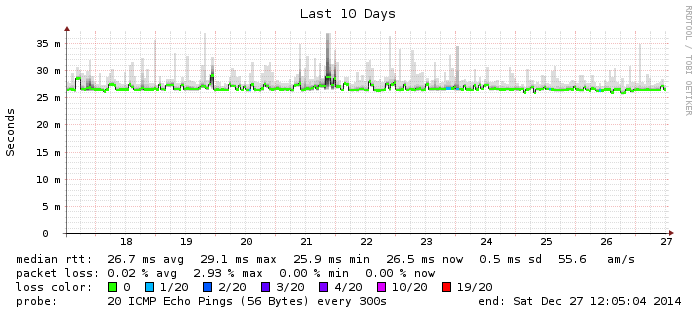 Last 10 Days
RRDTOOL / TOBI OETIKER
Seconds
35 m
30 m
25 m
20 m
15 m
10 m
5 m
0
18 19 20 21 22 23 24 25 26 27
median rtt: 26.7 ms avg 29.1 ms max 25.9 ms min 26.5 ms now 0.5 ms sd 55.6 am/s
packet loss: 0.02 % avg 2.93 % max 0.00 % min 0.00 % now
loss color: 0 1/20 2/20 3/20 4/20 10/20 19/20
probe: 20 ICMP Echo Pings (56 Bytes) every 300s end: Sat Dec 27 12:05:04 2014